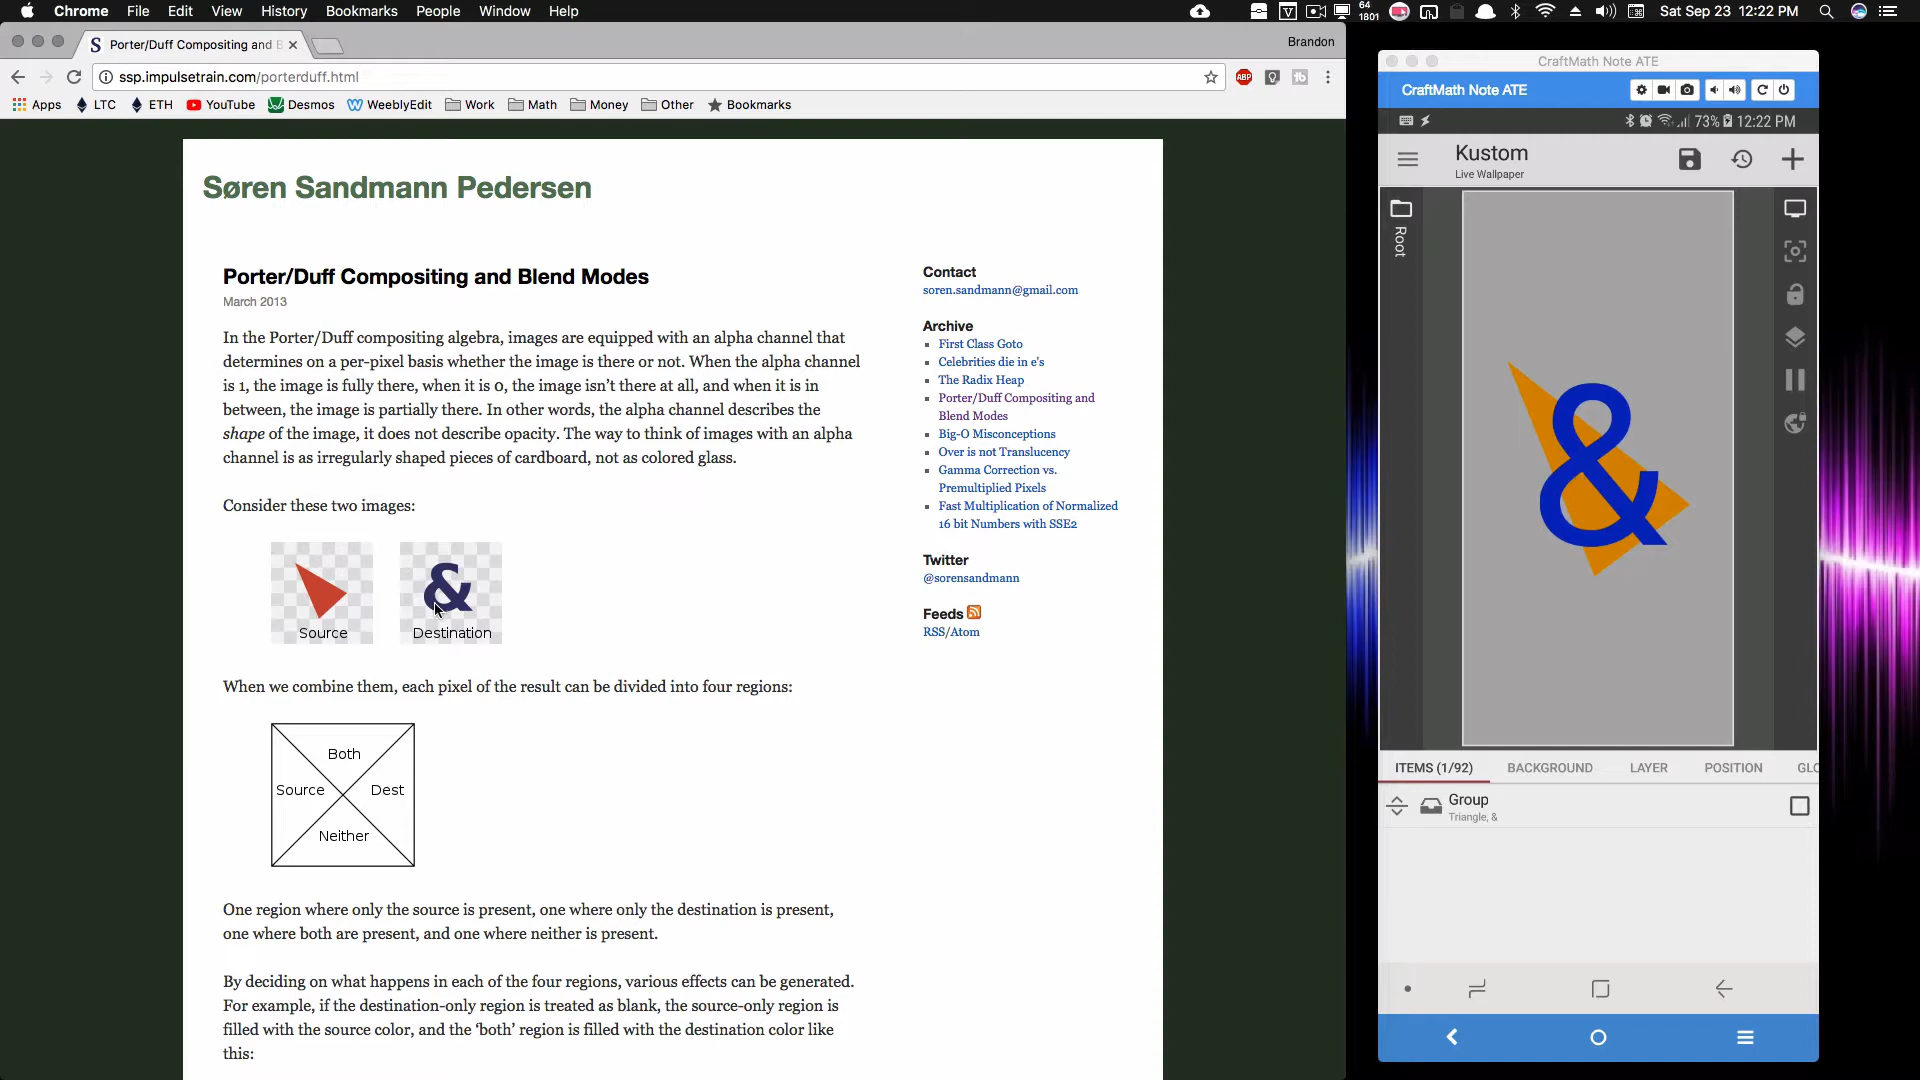 Chrome File Edit View History Bookmarks People Window Help
64
1801
Sat Sep 23 12:22 PM
S Porter/Duff Compositing and B
Brandon
ssp.impulsetrain.com/porterduff.html
ABP
Apps LTC ETH YouTube Desmos WeeblyEdit Work Math Money Other Bookmarks
Søren Sandmann Pedersen
Porter/Duff Compositing and Blend Modes
March 2013
In the Porter/Duff compositing algebra, images are equipped with an alpha channel that
determines on a per-pixel basis whether the image is there or not. When the alpha channel
is 1, the image is fully there, when it is 0, the image isn't there at all, and when it is in
between, the image is partially there. In other words, the alpha channel describes the
shape of the image, it does not describe opacity. The way to think of images with an alpha
channel is as irregularly shaped pieces of cardboard, not as colored glass.
Consider these two images:
&
Source
Destination
When we combine them, each pixel of the result can be divided into four regions:
Both
Source
Dest
Neither
One region where only the source is present, one where only the destination is present,
one where both are present, and one where neither is present.
By deciding on what happens in each of the four regions, various effects can be generated.
For example, if the destination-only region is treated as blank, the source-only region is
filled with the source color, and the 'both' region is filled with the destination color like
this:
Contact
soren.sandmann@gmail.com
Archive
First Class Goto
Celebrities die in e's
The Radix Heap
Porter/Duff Compositing and
Blend Modes
Big-O Misconceptions
Over is not Translucency
Gamma Correction vs.
Premultiplied Pixels
Fast Multiplication of Normalized
16 bit Numbers with SSE2
Twitter
@sorensandmann
Feeds
RSS/Atom
CraftMath Note ATE
CraftMath Note ATE
73% 12:22 PM
Kustom
Live Wallpaper
Root
&
ITEMS (1/92) BACKGROUND LAYER POSITION GLO
Group
Triangle, &